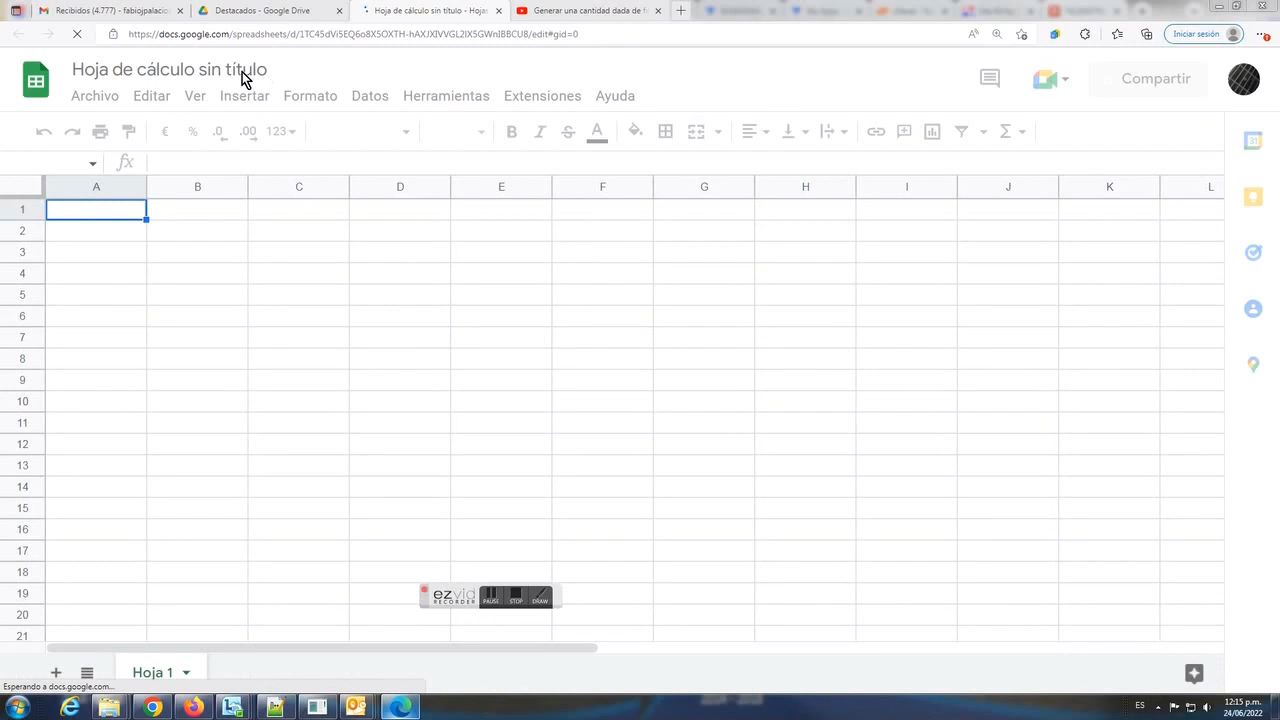 Recibidos (4.777) - fabiopalacio
Destacados - Google Drive
Hoja de cálculo sin título - Hojas
Generar una cantidad dada de
https://docs.google.com/spreadsheets/d/1TC45dVi5EQ6o8X5OXTH-hAXJXIVVGL2IX5GWnIBBCU8/edit#gid=0
Iniciar sesión
Hoja de cálculo sin título
Compartir
Archivo Editar Ver Insertar Formato Datos Herramientas Extensiones Ayuda
€ % .0 .00 123 B I S A Σ
fx
A B C D E F G H I J K L
1
2
3
4
5
6
7
8
9
10
11
12
13
14
15
16
17
18
19
20
21
ezvid
RECORDER
PAUSE STOP DRAW
Hoja 1
Esperando a docs.google.com...
ES
12:15 p.m.
24/06/2022